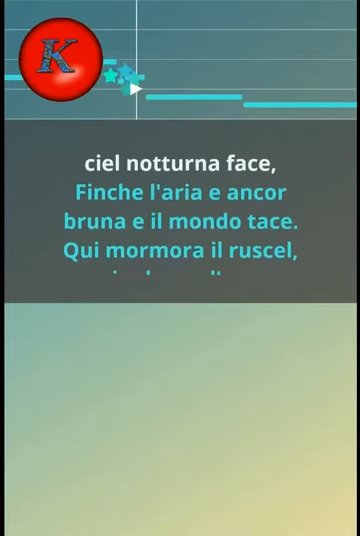 K
ciel notturna face,
Finche l'aria e ancor
bruna e il mondo tace.
Qui mormora il ruscel,